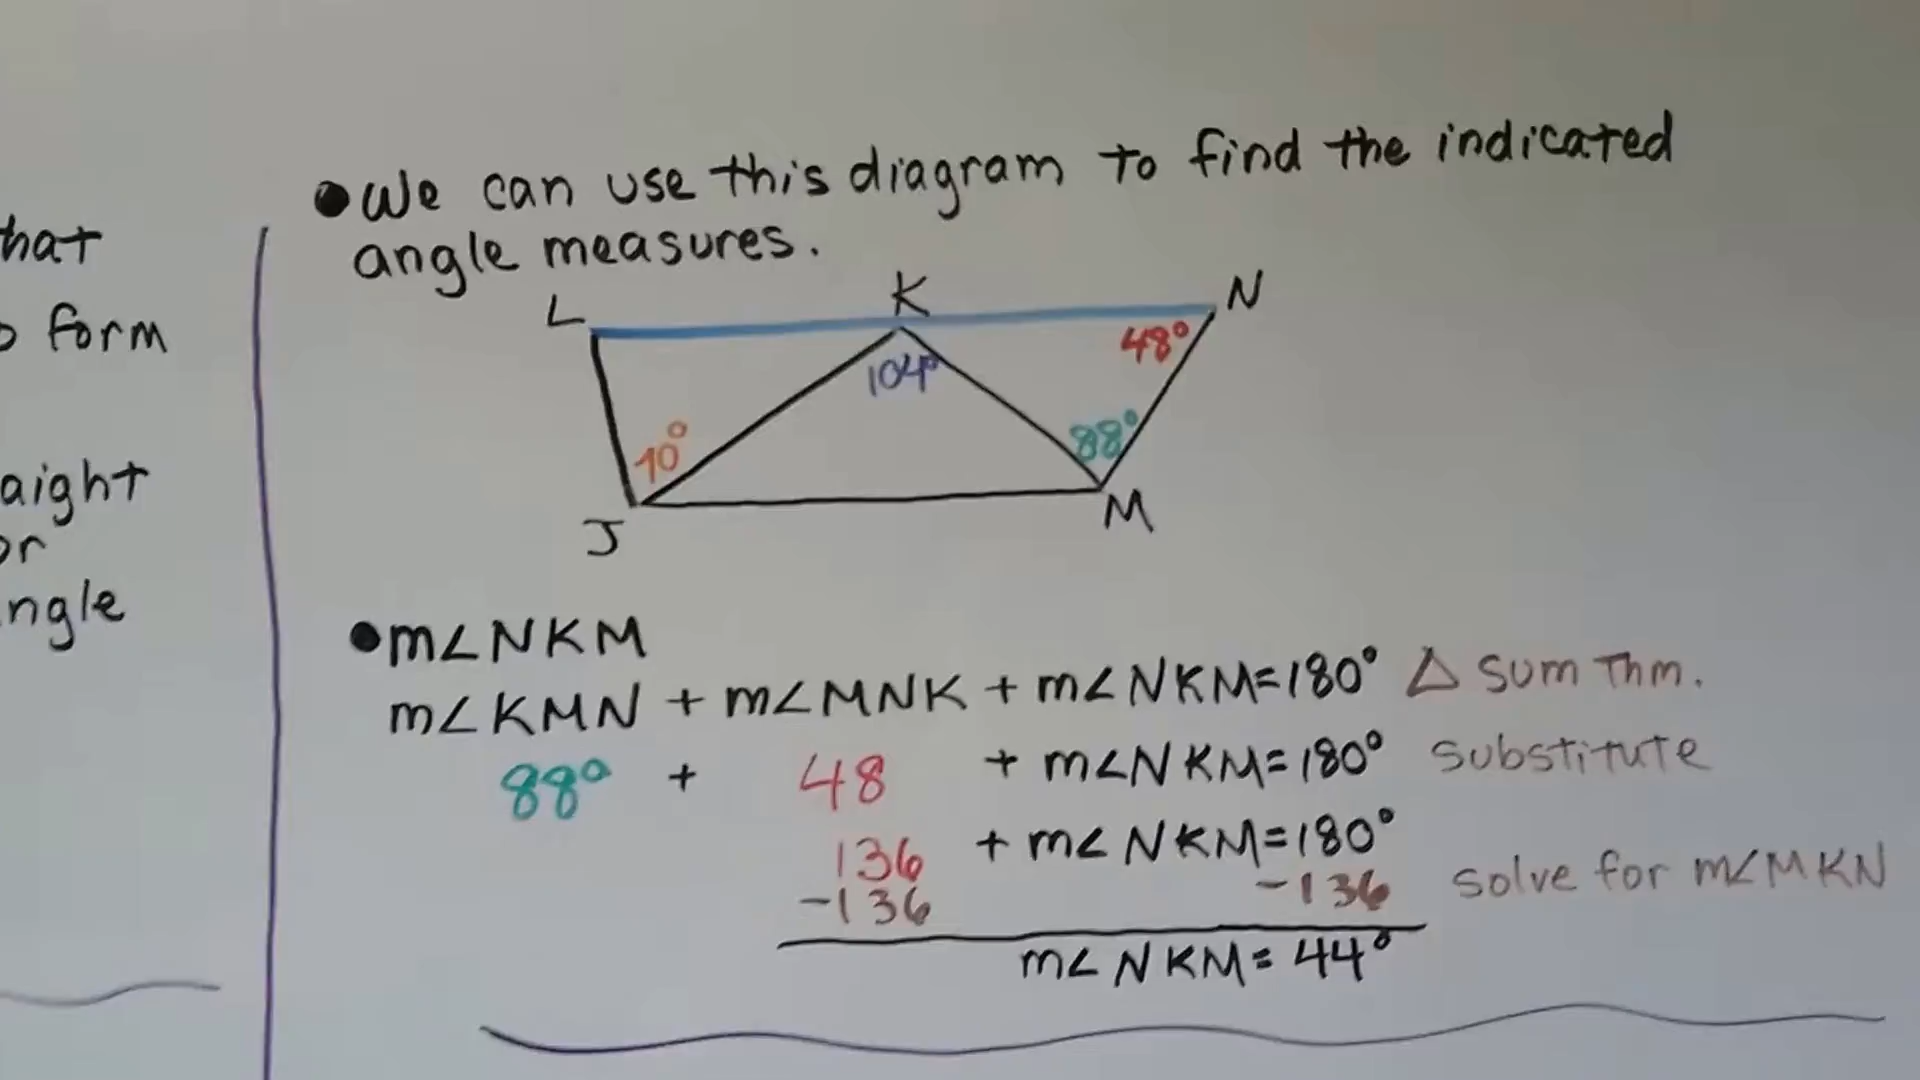 hat
form
aight
or
ngle
●We can use this diagram to find the indicated
angle measures.
L K N
48°
104°
88°
J M
●m∠NKM
m∠KMN + m∠MNK + m∠NKM=180° △ sum Thm.
88° + 48 + m∠NKM=180° substitute
136 + m∠NKM=180°
-136 -136 solve for m∠MKN
m∠NKM=44°